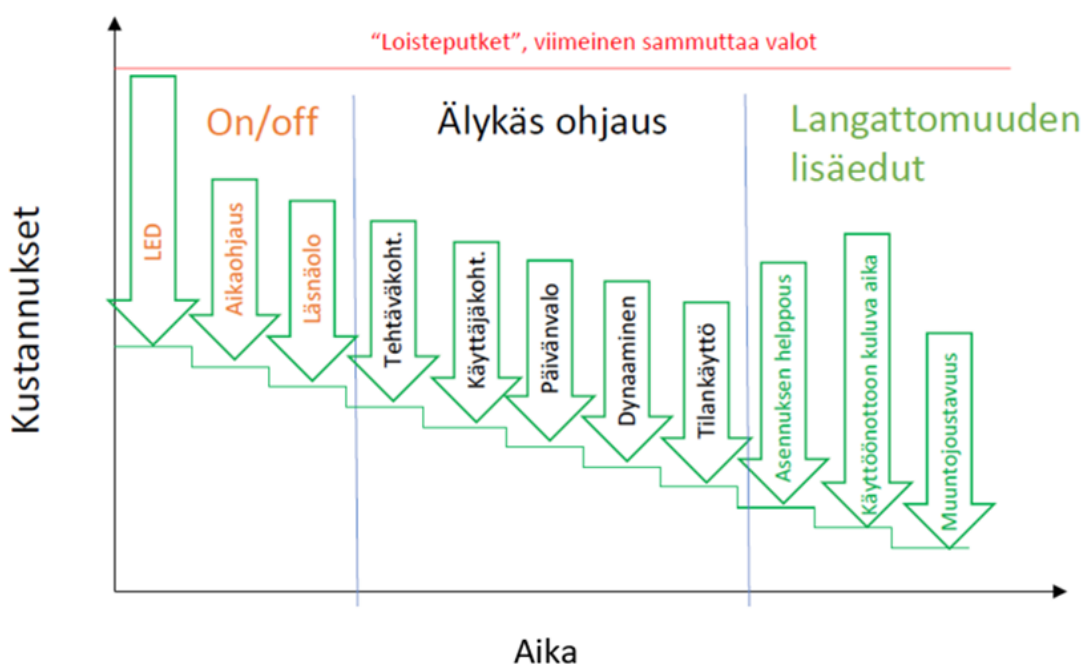 “Loisteputket”, viimeinen sammuttaa valot
On/off
Älykäs ohjaus
Langattomuuden
lisäedut
Kustannukset
LED
Aikaohjaus
Läsnäolo
Tehtäväkoht.
Käyttäjäkoht.
Päivänvalo
Dynaaminen
Tilankäyttö
Asennuksen helppous
Käyttöönottoon kuluva aika
Muuntojoustavuus
Aika